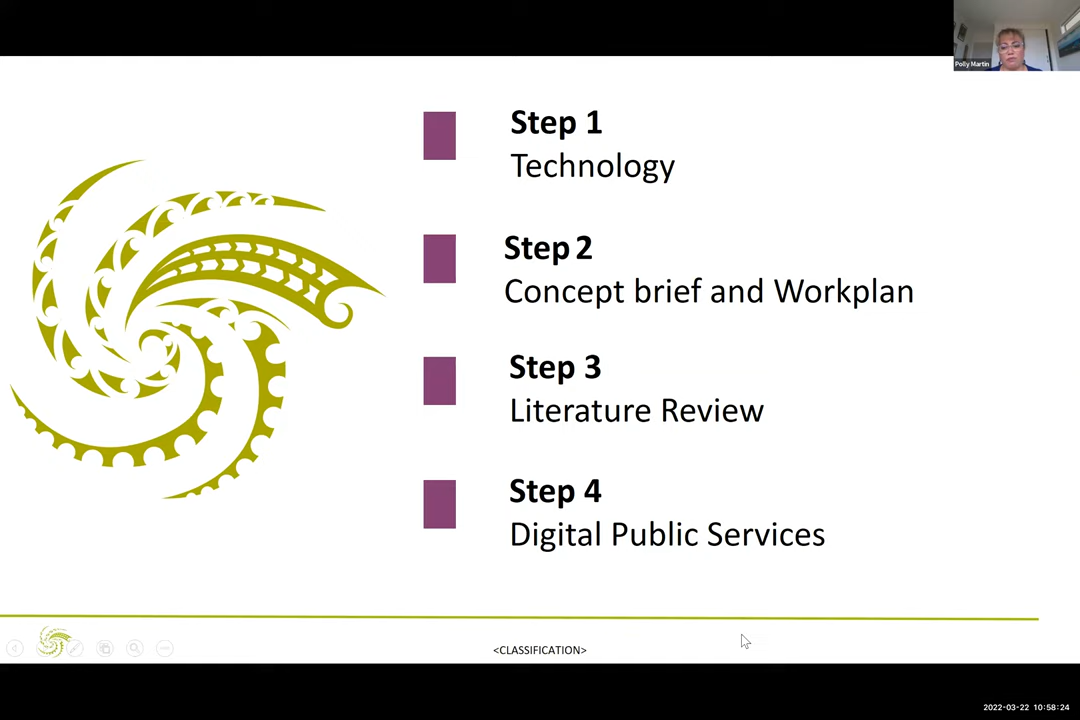 Polly Martin
Step 1
Technology
Step 2
Concept brief and Workplan
Step 3
Literature Review
Step 4
Digital Public Services
<CLASSIFICATION>
2022-03-22 10:58:24